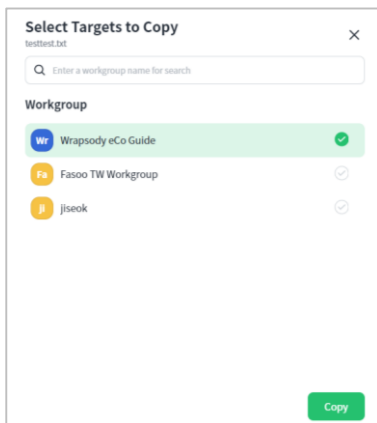 Select Targets to Copy
testtest.txt
Enter a workgroup name for search
Workgroup
Wr Wrapsody eCo Guide
Fa Fasoo TW Workgroup
ji jiseok
Copy